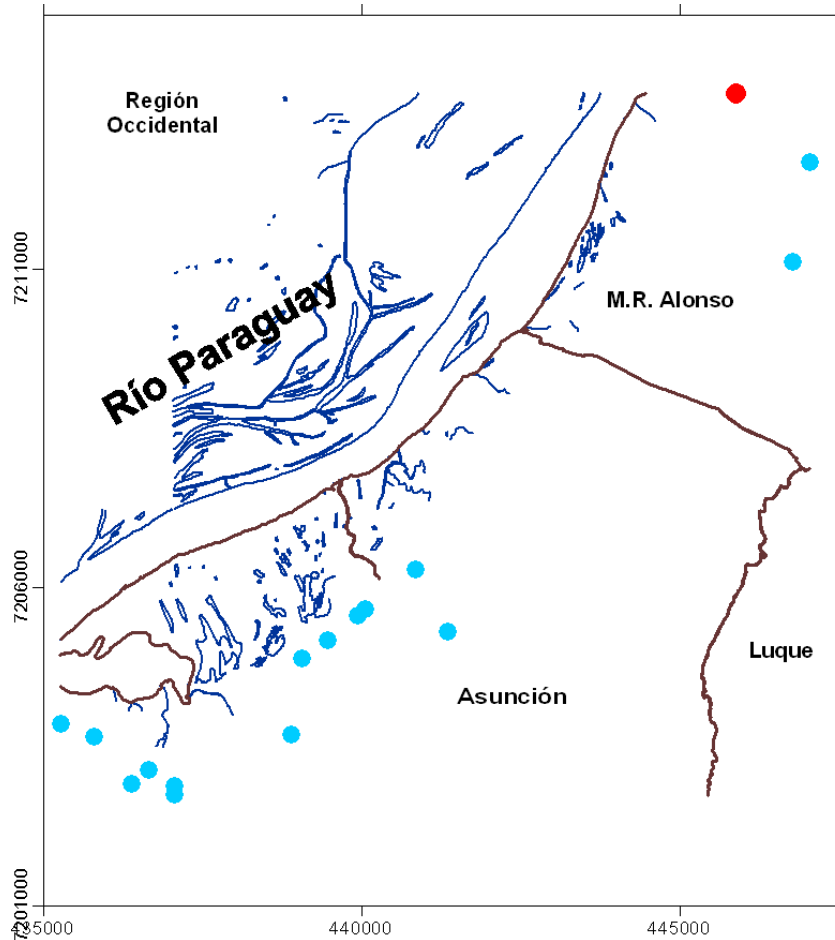 Región
Occidental
7211000
Río Paraguay
M.R. Alonso
7206000
Luque
Asunción
7201000
435000
440000
445000